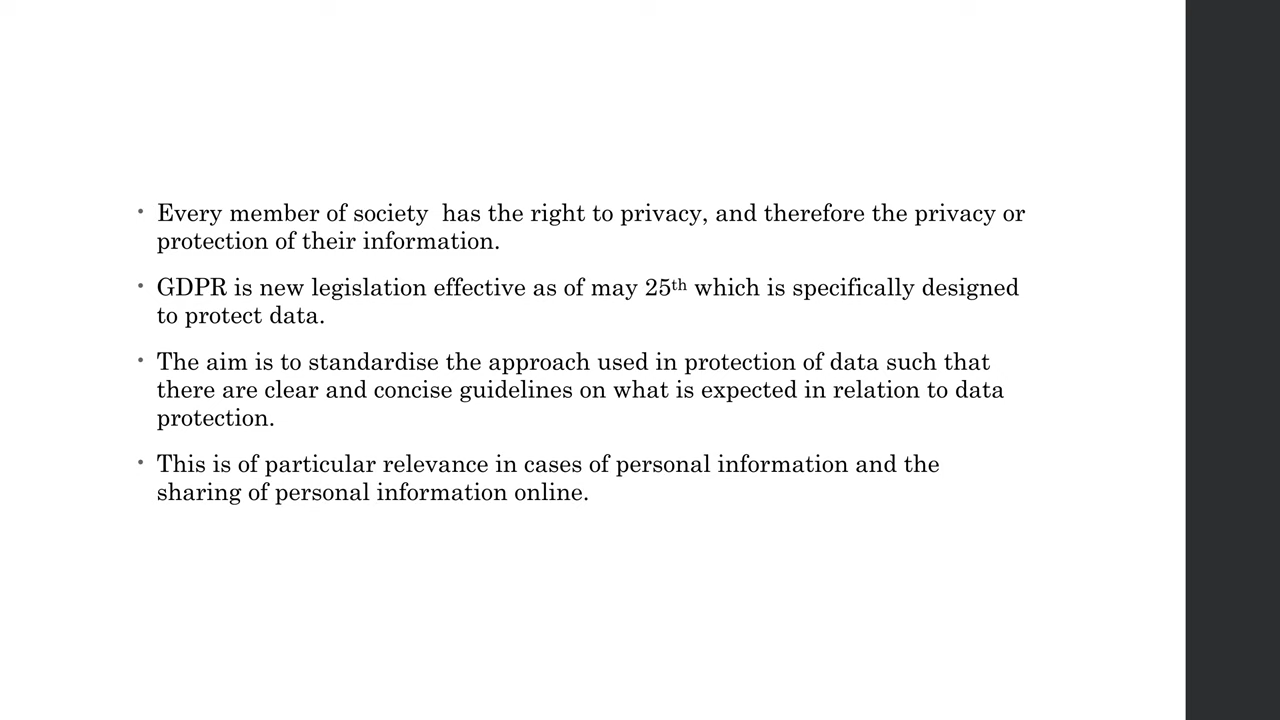 • Every member of society  has the right to privacy, and therefore the privacy or
protection of their information.
• GDPR is new legislation effective as of may 25th which is specifically designed
to protect data.
• The aim is to standardise the approach used in protection of data such that
there are clear and concise guidelines on what is expected in relation to data
protection.
• This is of particular relevance in cases of personal information and the
sharing of personal information online.